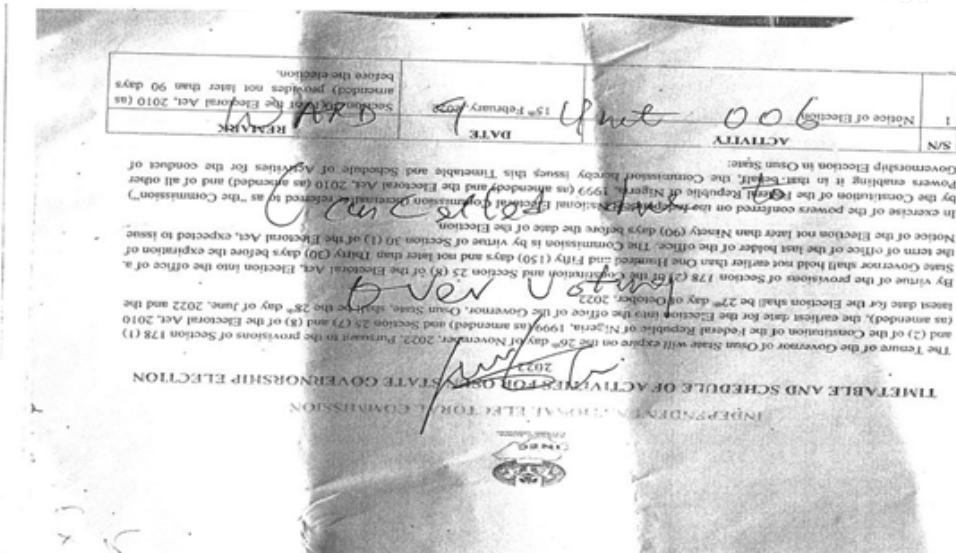 WARD 9 Unit 006
Cancelled due to
Over Voting
INEC
INDEPENDENT NATIONAL ELECTORAL COMMISSION
TIMETABLE AND SCHEDULE OF ACTIVITIES FOR OSUN STATE GOVERNORSHIP ELECTION
2022
The Tenure of the Governor of Osun State will expire on the 26th day of November, 2022. Pursuant to the provisions of Section 178 (1)
and (2) of the Constitution of the Federal Republic of Nigeria, 1999 (as amended) and Section 25 (7) and (8) of the Electoral Act, 2010
(as amended), the earliest date for the Election into the office of the Governor, Osun State, shall be the 28th day of June, 2022 and the
latest date for the Election shall be 27th day of October, 2022.
By virtue of the provisions of Section 178 (2) of the Constitution and Section 25 (8) of the Electoral Act, Election into the office of a
State Governor shall hold not earlier than One Hundred and Fifty (150) days and not later than Thirty (30) days before the expiration of
the term of office of the last holder of the office. The Commission is by virtue of Section 30 (1) of the Electoral Act, expected to issue
Notice of the Election not later than Ninety (90) days before the date of the Election.
In exercise of the powers conferred on the Independent National Electoral Commission (hereinafter referred to as "the Commission")
by the Constitution of the Federal Republic of Nigeria, 1999 (as amended) and the Electoral Act, 2010 (as amended) and of all other
Powers enabling it in that behalf, the Commission hereby issues this Timetable and Schedule of Activities for the conduct of
Governorship Election in Osun State:
S/N ACTIVITY DATE REMARK
1 Notice of Election 15th February, 2022 Section 30(1) of the Electoral Act, 2010 (as
amended) provides not later than 90 days
before the election.